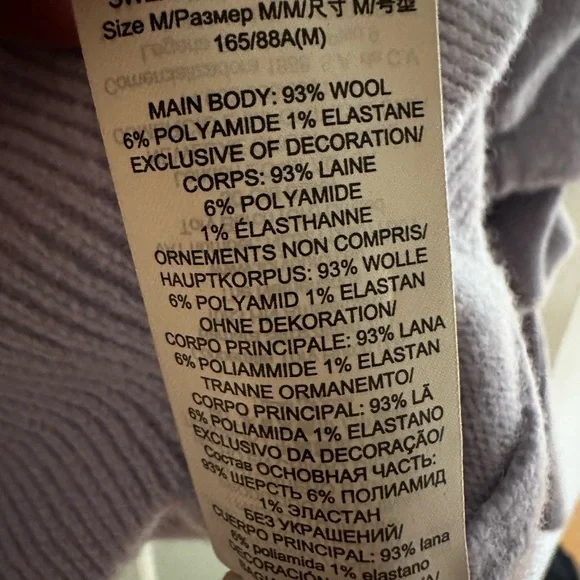 Size M/Размер M/M/尺寸 M/号型
165/88A(M)
MAIN BODY: 93% WOOL
6% POLYAMIDE 1% ELASTANE
EXCLUSIVE OF DECORATION/
CORPS: 93% LAINE
6% POLYAMIDE
1% ÉLASTHANNE
ORNEMENTS NON COMPRIS/
HAUPTKORPUS: 93% WOLLE
6% POLYAMID 1% ELASTAN
OHNE DEKORATION/
CORPO PRINCIPALE: 93% LANA
6% POLIAMMIDE 1% ELASTAN
TRANNE ORMANEMTO/
CORPO PRINCIPAL: 93% LÃ
6% POLIAMIDA 1% ELASTANO
EXCLUSIVO DA DECORAÇÃO/
Состав ОСНОВНАЯ ЧАСТЬ:
93% ШЕРСТЬ 6% ПОЛИАМИД
1% ЭЛАСТАН
БЕЗ УКРАШЕНИЙ/
CUERPO PRINCIPAL: 93% lana
6% poliamida 1% elastano
DECORACIÓN